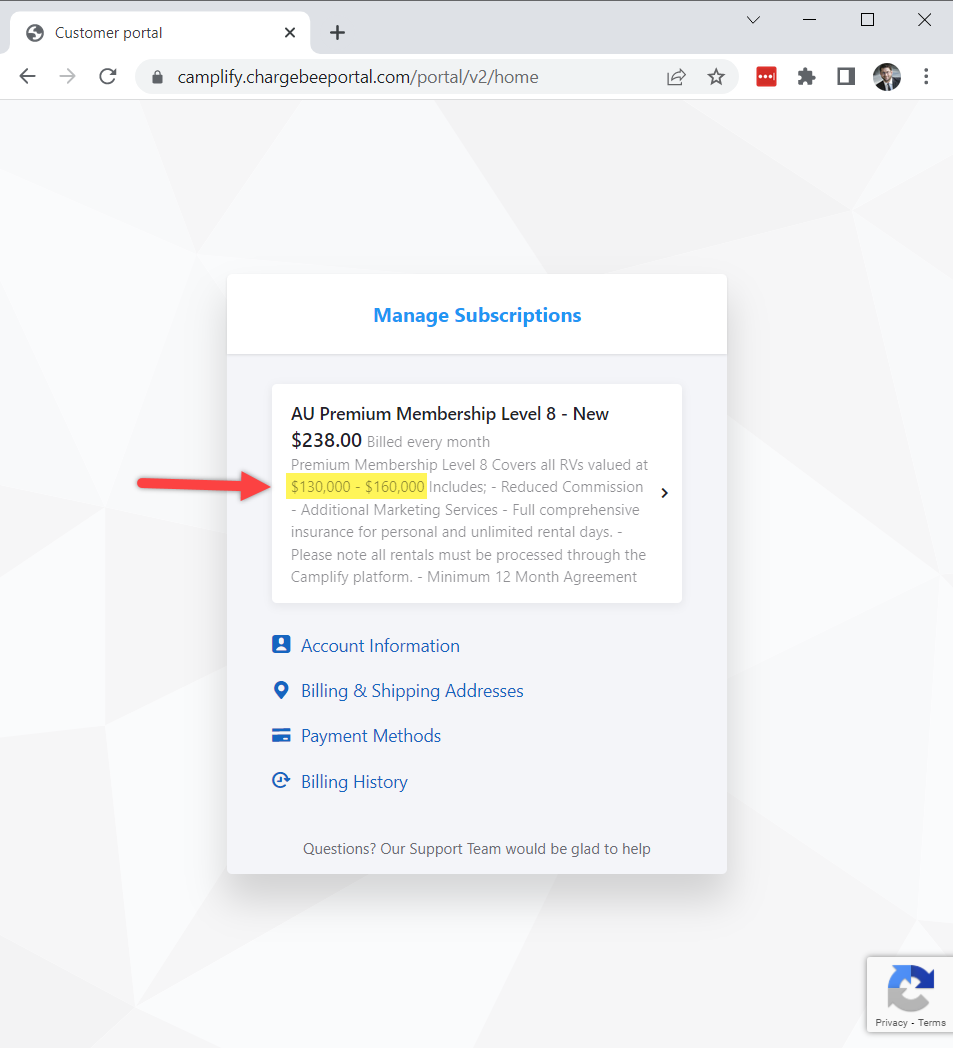 Customer portal
camplify.chargebeeportal.com/portal/v2/home
Manage Subscriptions
AU Premium Membership Level 8 - New
$238.00 Billed every month
Premium Membership Level 8 Covers all RVs valued at
$130,000 - $160,000 Includes; - Reduced Commission
- Additional Marketing Services - Full comprehensive
insurance for personal and unlimited rental days. -
Please note all rentals must be processed through the
Camplify platform. - Minimum 12 Month Agreement
Account Information
Billing & Shipping Addresses
Payment Methods
Billing History
Questions? Our Support Team would be glad to help
Privacy - Terms